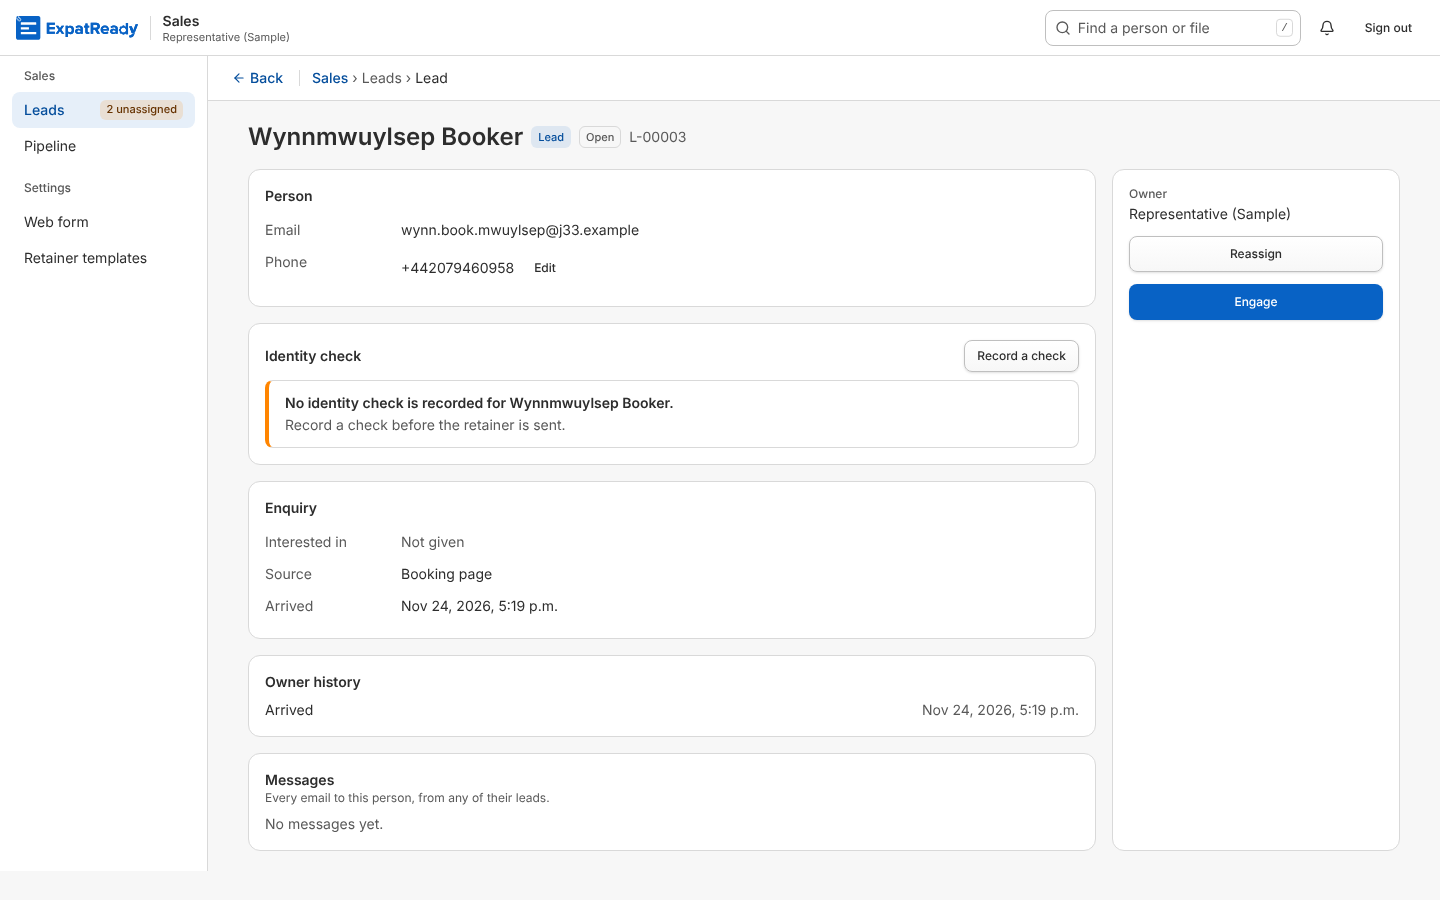 ExpatReady
Sales
Representative (Sample)
Find a person or file
/
Sign out
Sales
Leads
2 unassigned
Pipeline
Settings
Web form
Retainer templates
← Back
Sales › Leads › Lead
Wynnmwuylsep Booker
Lead
Open
L-00003
Person
Email
wynn.book.mwuylsep@j33.example
Phone
+442079460958
Edit
Identity check
Record a check
No identity check is recorded for Wynnmwuylsep Booker.
Record a check before the retainer is sent.
Enquiry
Interested in
Not given
Source
Booking page
Arrived
Nov 24, 2026, 5:19 p.m.
Owner history
Arrived
Nov 24, 2026, 5:19 p.m.
Messages
Every email to this person, from any of their leads.
No messages yet.
Owner
Representative (Sample)
Reassign
Engage